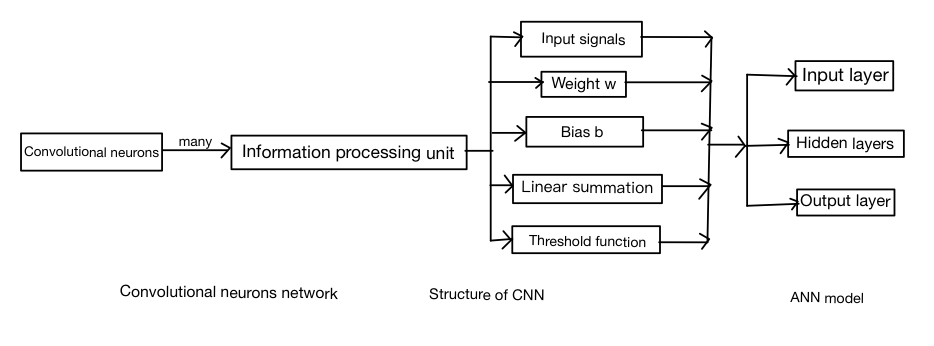 Convolutional neurons
many
Information processing unit
Input signals
Weight w
Bias b
Linear summation
Threshold function
Input layer
Hidden layers
Output layer
Convolutional neurons network
Structure of CNN
ANN model